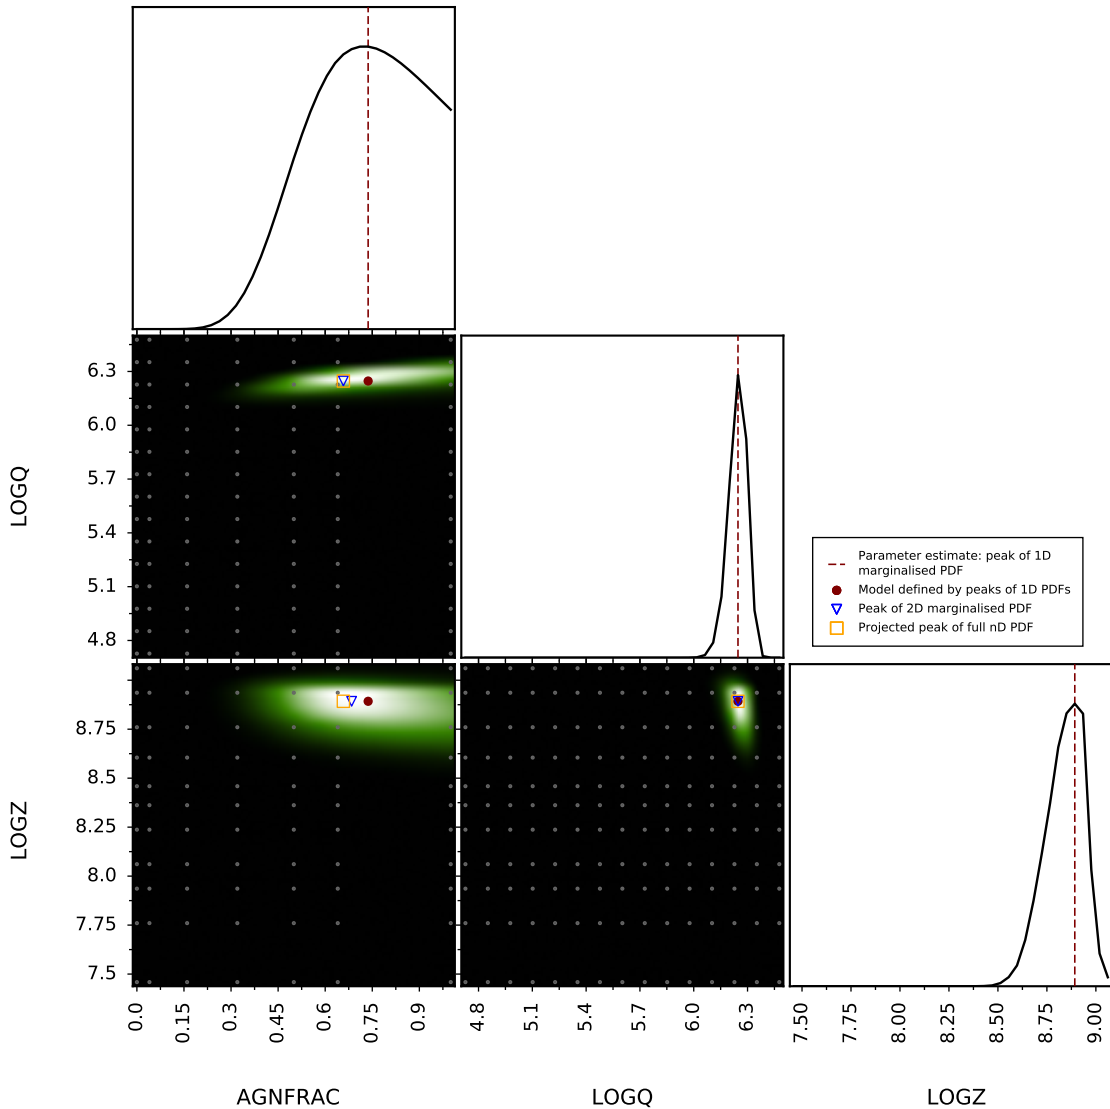 6.3
6.0
5.7
5.4
5.1
4.8
LOGQ
Parameter estimate: peak of 1D
marginalised PDF
Model defined by peaks of 1D PDFs
Peak of 2D marginalised PDF
Projected peak of full nD PDF
8.75
8.5
8.25
8.0
7.75
7.5
LOGZ
0.0 0.15 0.3 0.45 0.6 0.75 0.9
4.8 5.1 5.4 5.7 6.0 6.3
7.50 7.75 8.00 8.25 8.50 8.75 9.00
AGNFRAC LOGQ LOGZ